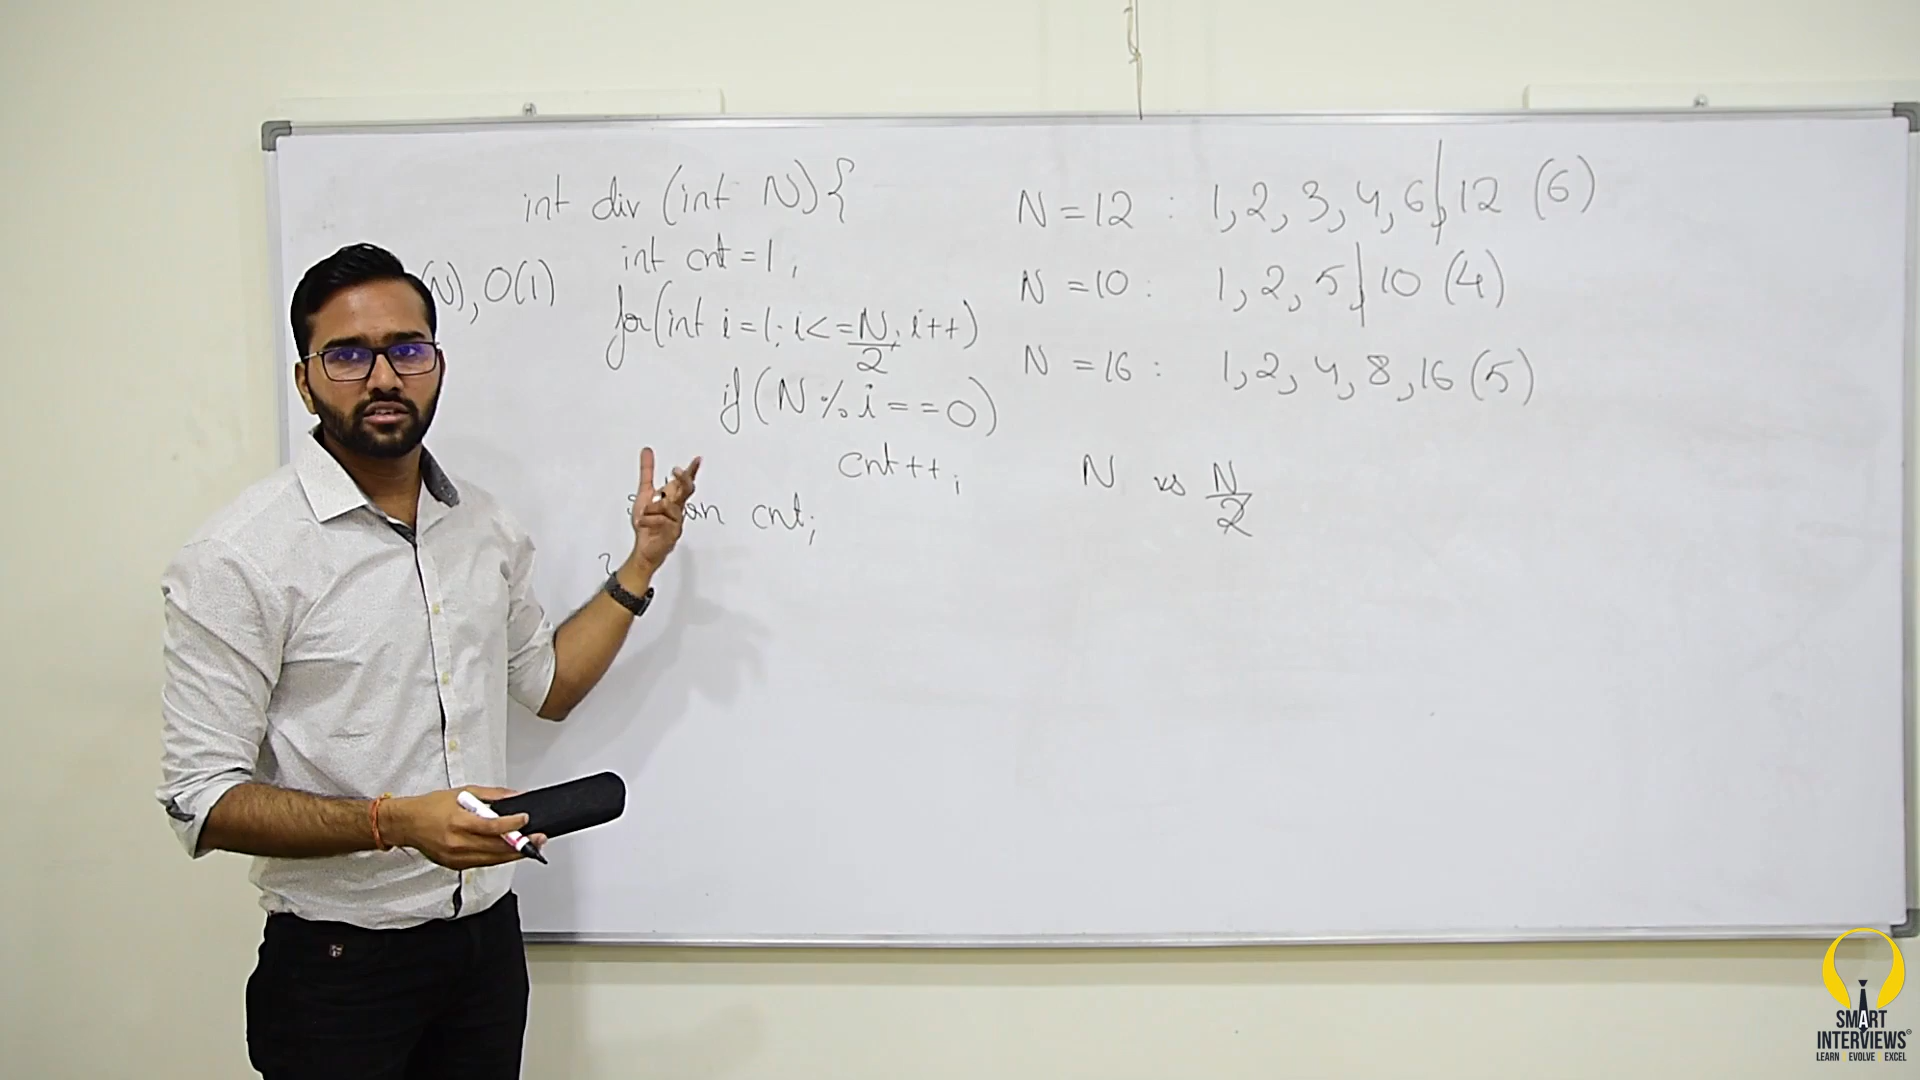 int div (int N){
int cnt = 1;
(N), O(1)
for(int i = 1; i <= N/2; i++)
if (N % i == 0)
cnt++;
cnt;
}
N = 12 : 1, 2, 3, 4, 6, 12 (6)
N = 10 : 1, 2, 5, 10 (4)
N = 16 : 1, 2, 4, 8, 16 (5)
N vs N/2
SMART
INTERVIEWS
LEARN EVOLVE EXCEL